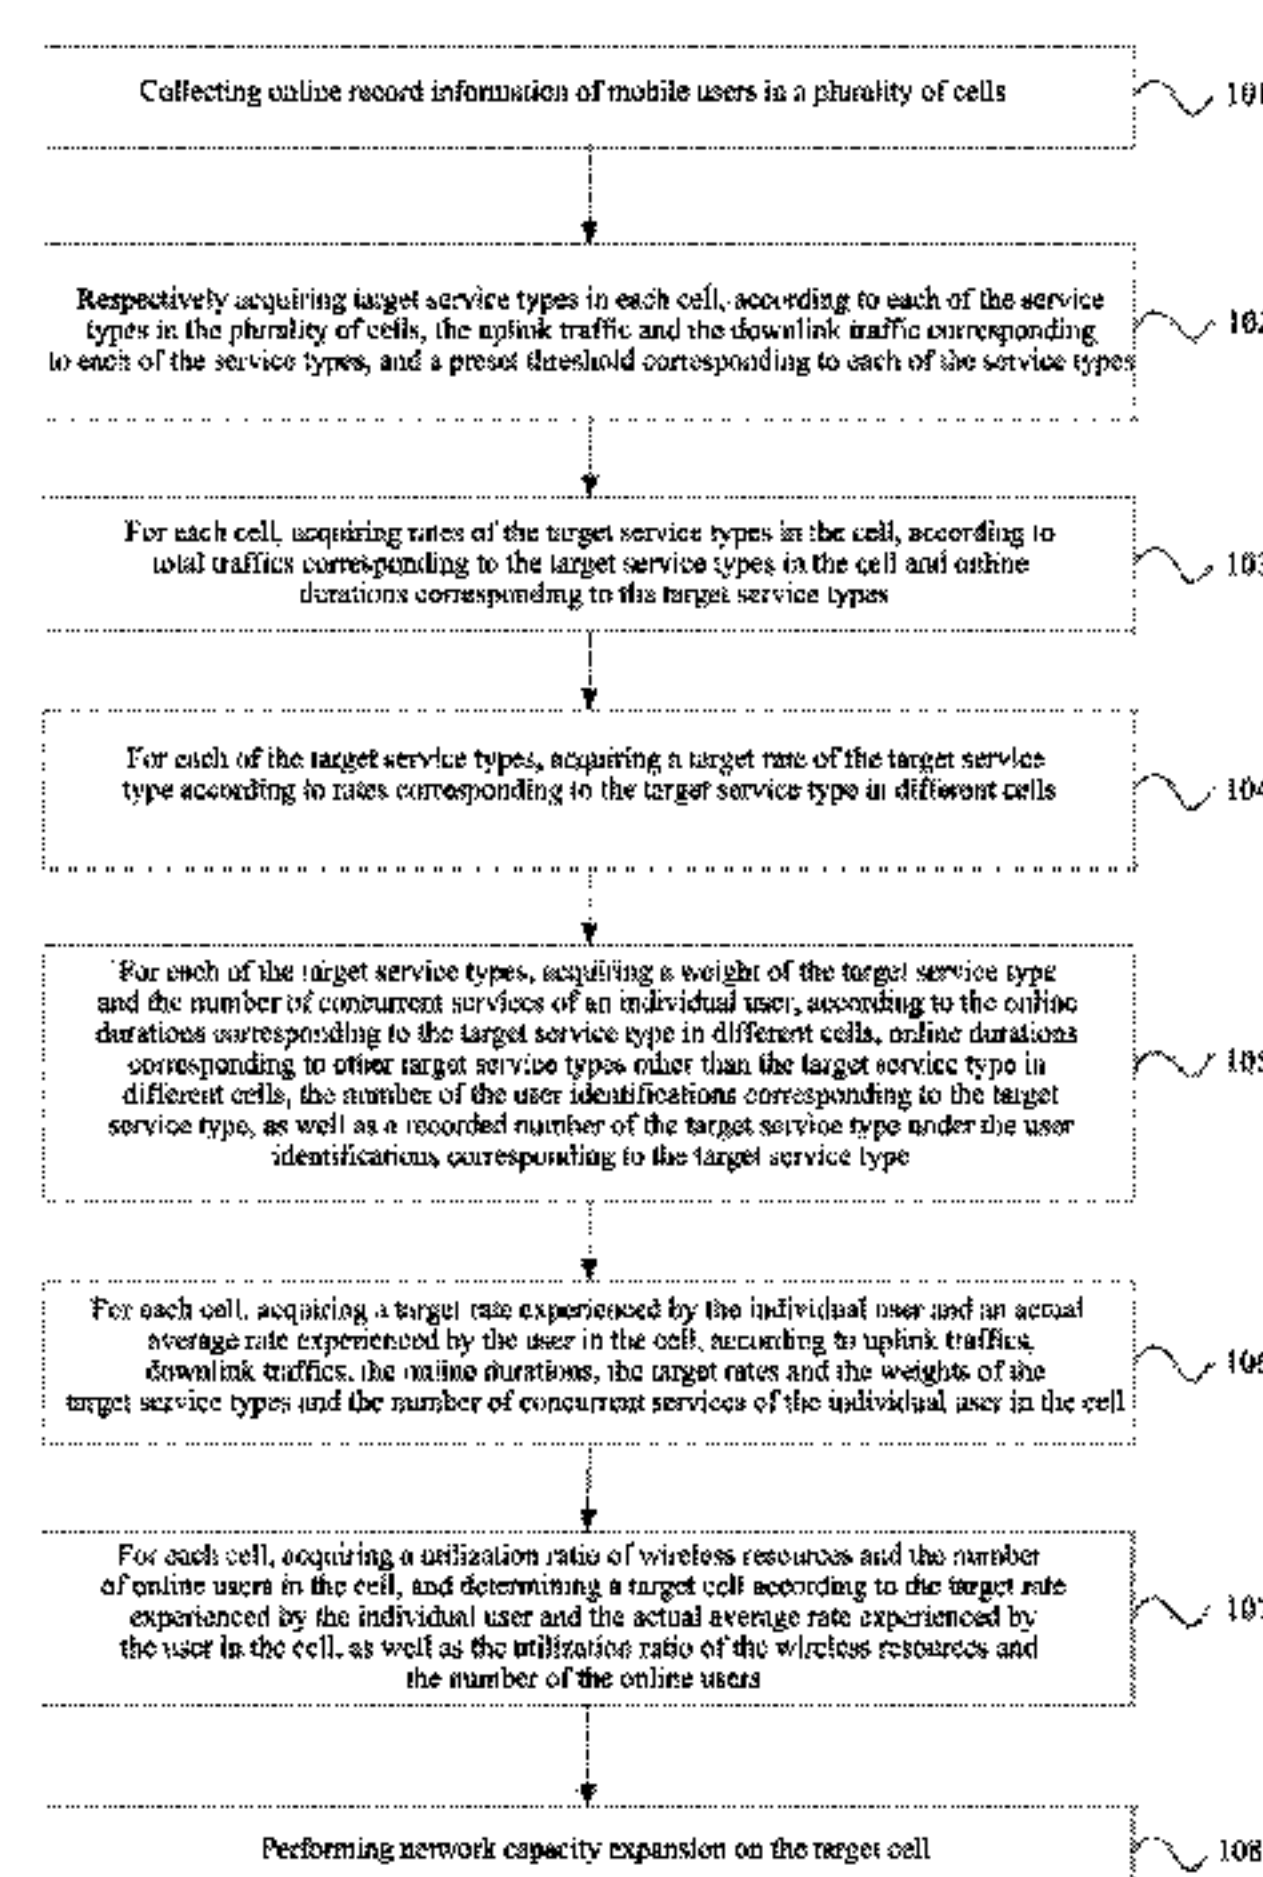 Collecting online record information of mobile users in a plurality of cells
101
Respectively acquiring target service types in each cell, according to each of the service
types in the plurality of cells, the uplink traffic and the downlink traffic corresponding
to each of the service types, and a preset threshold corresponding to each of the service types
102
For each cell, acquiring rates of the target service types in the cell, according to
total traffics corresponding to the target service types in the cell and online
durations corresponding to the target service types
103
For each of the target service types, acquiring a target rate of the target service
type according to rates corresponding to the target service type in different cells
104
For each of the target service types, acquiring a weight of the target service type
and the number of concurrent services of an individual user, according to the online
durations corresponding to the target service type in different cells, online durations
corresponding to other target service types other than the target service type in
different cells, the number of the user identifications corresponding to the target
service type, as well as a recorded number of the target service type under the user
identifications corresponding to the target service type
105
For each cell, acquiring a target rate experienced by the individual user and an actual
average rate experienced by the user in the cell, according to uplink traffics,
downlink traffics, the online durations, the target rates and the weights of the
target service types and the number of concurrent services of the individual user in the cell
106
For each cell, acquiring a utilization ratio of wireless resources and the number
of online users in the cell, and determining a target cell according to the target rate
experienced by the individual user and the actual average rate experienced by
the user in the cell, as well as the utilization ratio of the wireless resources and
the number of the online users
107
Performing network capacity expansion on the target cell
108